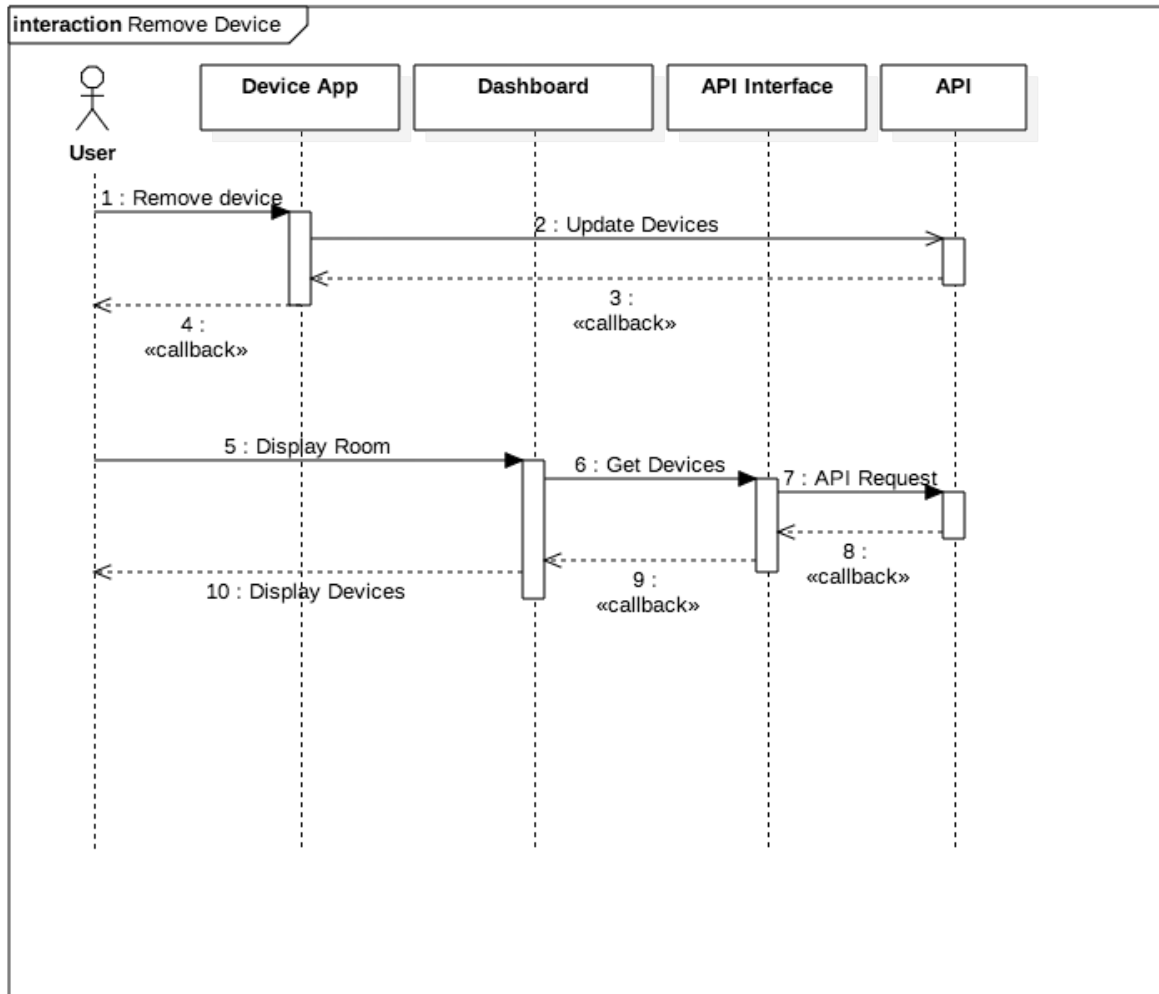 interaction Remove Device
Device App
Dashboard
API Interface
API
User
1 : Remove device
2 : Update Devices
3 :
«callback»
4 :
«callback»
5 : Display Room
6 : Get Devices
7 : API Request
8 :
«callback»
9 :
«callback»
10 : Display Devices